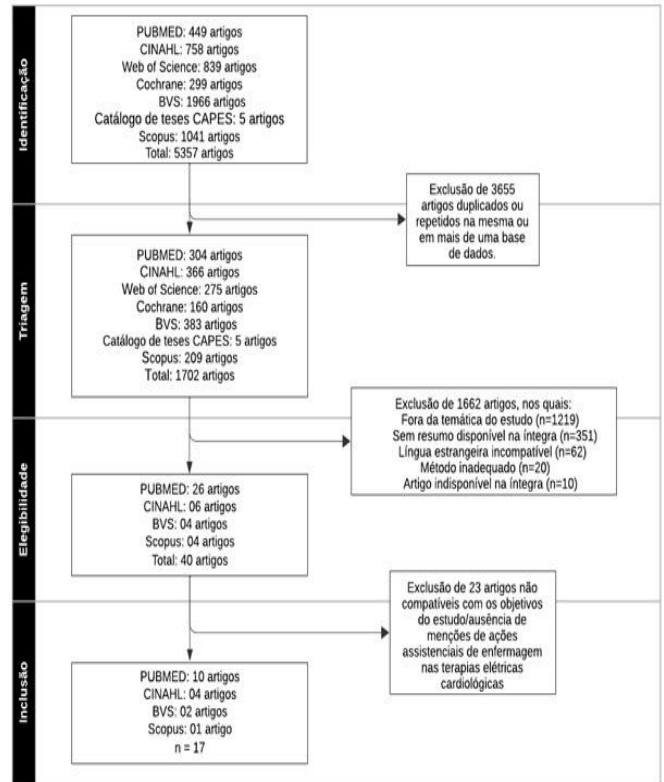 Identificação
PUBMED: 449 artigos
CINAHL: 758 artigos
Web of Science: 839 artigos
Cochrane: 299 artigos
BVS: 1966 artigos
Catálogo de teses CAPES: 5 artigos
Scopus: 1041 artigos
Total: 5357 artigos
Exclusão de 3655
artigos duplicados ou
repetidos na mesma ou
em mais de uma base
de dados.
Triagem
PUBMED: 304 artigos
CINAHL: 366 artigos
Web of Science: 275 artigos
Cochrane: 160 artigos
BVS: 383 artigos
Catálogo de teses CAPES: 5 artigos
Scopus: 209 artigos
Total: 1702 artigos
Exclusão de 1662 artigos, nos quais:
Fora da temática do estudo (n=1219)
Sem resumo disponível na íntegra (n=351)
Língua estrangeira incompatível (n=62)
Método inadequado (n=20)
Artigo indisponível na íntegra (n=10)
Elegibilidade
PUBMED: 26 artigos
CINAHL: 06 artigos
BVS: 04 artigos
Scopus: 04 artigos
Total: 40 artigos
Exclusão de 23 artigos não
compatíveis com os objetivos
do estudo/ausência de
menções de ações
assistenciais de enfermagem
nas terapias elétricas
cardiológicas
Inclusão
PUBMED: 10 artigos
CINAHL: 04 artigos
BVS: 02 artigos
Scopus: 01 artigo
n = 17